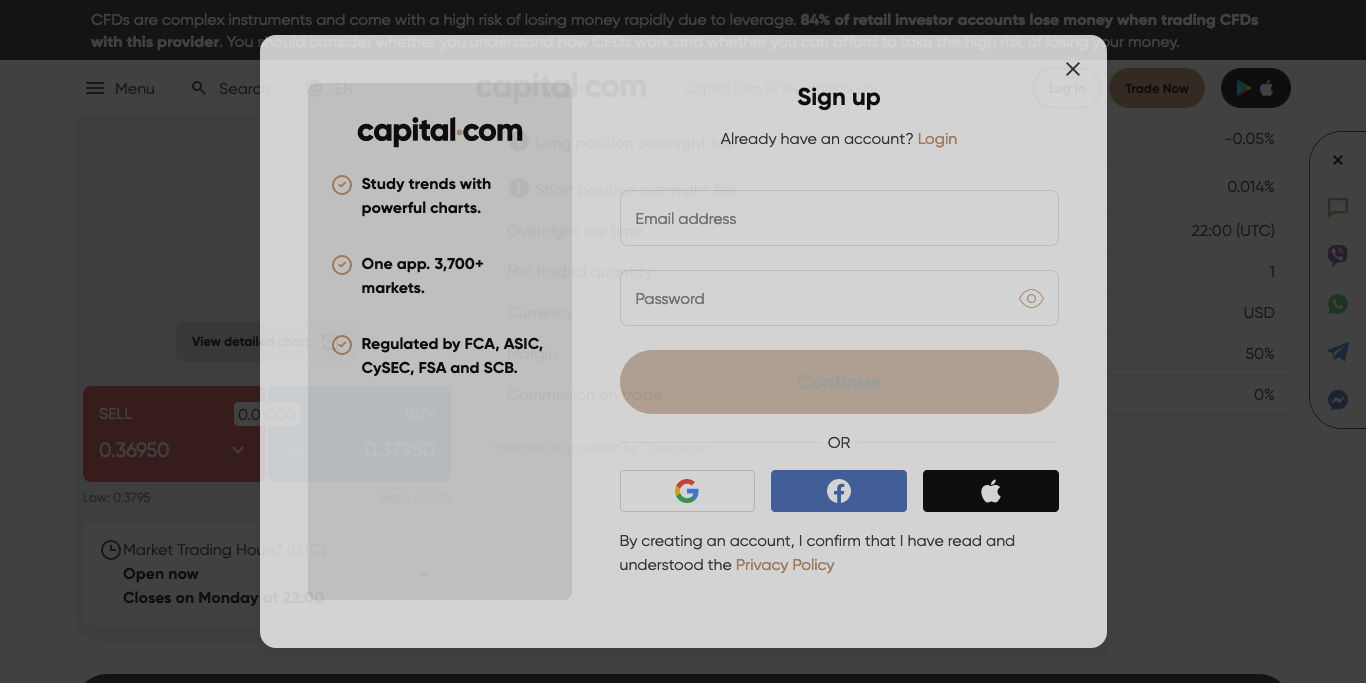 CFDs are complex instruments and come with a high risk of losing money rapidly due to leverage. 84% of retail investor accounts lose money when trading CFDs
with this provider. You should consider whether you understand how CFDs work and whether you can afford to take the high risk of losing your money.
Menu
Search
EN
capital.com
Log In
Trade Now
Sign up
Already have an account? Login
capital.com
Study trends with
powerful charts.
One app. 3,700+
markets.
Regulated by FCA, ASIC,
CySEC, FSA and SCB.
Email address
Password
Continue
OR
By creating an account, I confirm that I have read and
understood the Privacy Policy
Long position overnight fee
-0.05%
Short position overnight fee
0.014%
Overnight fee time
22:00 (UTC)
Min traded quantity
1
Currency
USD
Margin
50%
Commission on trade
0%
*Information provided by Capital.com
View detailed chart
SELL
0.36950
0.01000
BUY
0.37950
Low: 0.3795
Market Trading Hours* (UTC)
Open now
Closes on Monday at 22:00